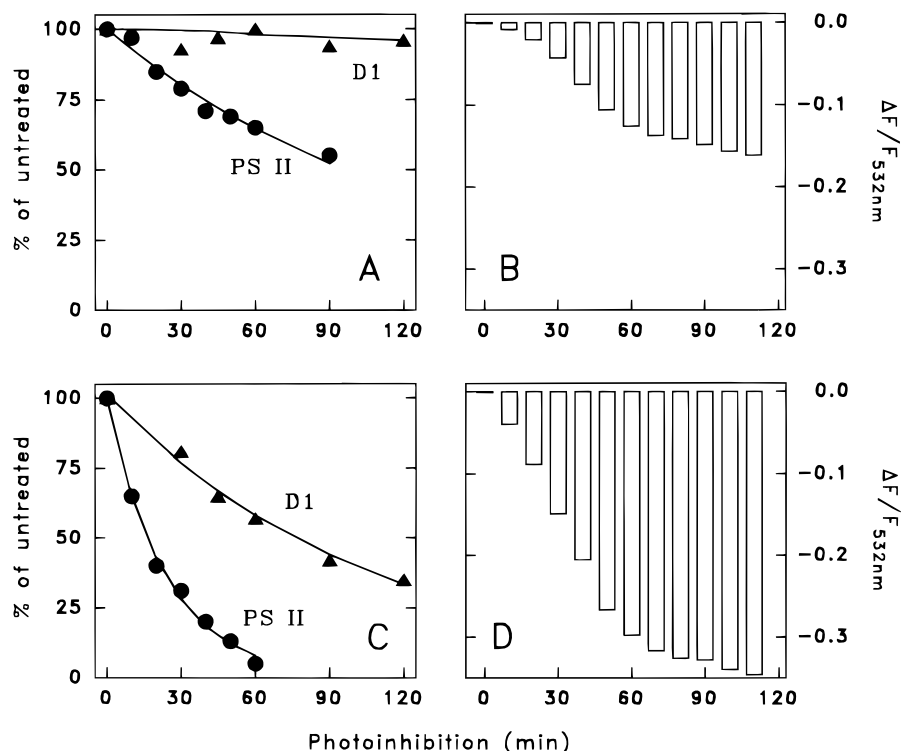 % of untreated
100
75
50
25
0
D1
PS II
A
0 30 60 90 120
B
0 30 60 90 120
0.0
-0.1
-0.2
-0.3
ΔF/F532nm
% of untreated
100
75
50
25
0
D1
PS II
C
0 30 60 90 120
D
0 30 60 90 120
0.0
-0.1
-0.2
-0.3
ΔF/F532nm
Photoinhibition (min)